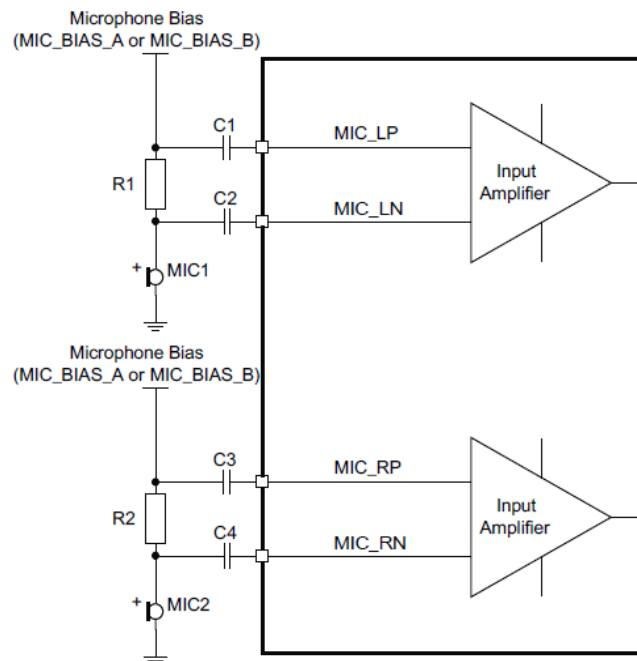 Microphone Bias
(MIC_BIAS_A or MIC_BIAS_B)
C1
MIC_LP
R1
C2
MIC_LN
Input
Amplifier
+
MIC1
Microphone Bias
(MIC_BIAS_A or MIC_BIAS_B)
C3
MIC_RP
R2
C4
MIC_RN
Input
Amplifier
+
MIC2